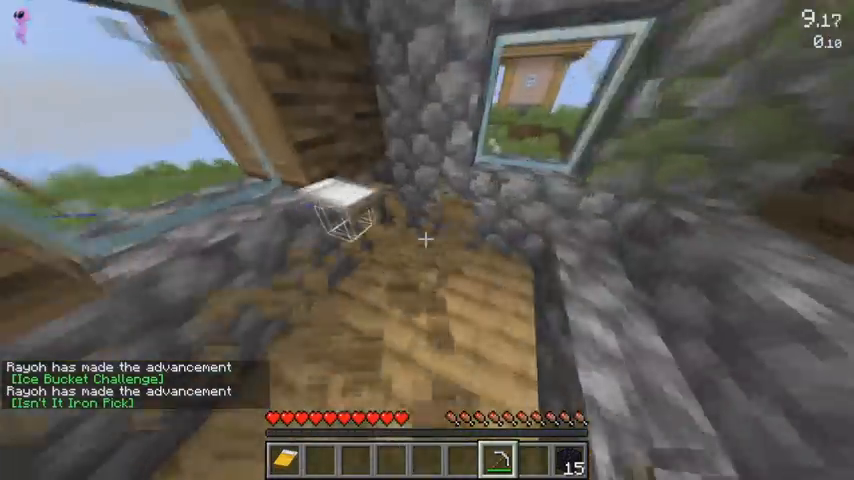 9.17
0.10
Rayoh has made the advancement
[Ice Bucket Challenge]
Rayoh has made the advancement
[Isn't It Iron Pick]
15